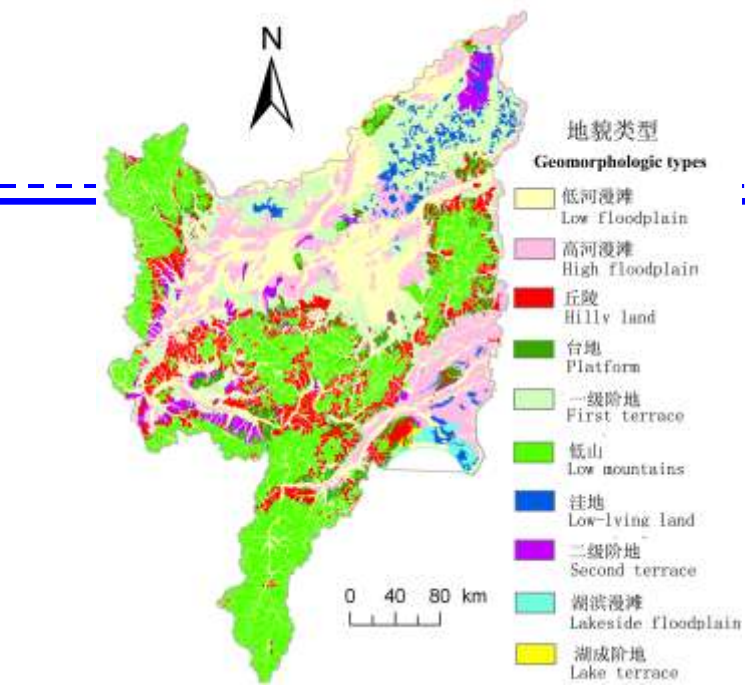 N
地貌类型
Geomorphologic types
低河漫滩
Low floodplain
高河漫滩
High floodplain
丘陵
Hilly land
台地
Platform
一级阶地
First terrace
低山
Low mountains
洼地
Low-lving land
二级阶地
Second terrace
湖滨漫滩
Lakeside floodplain
湖成阶地
Lake terrace
0 40 80 km